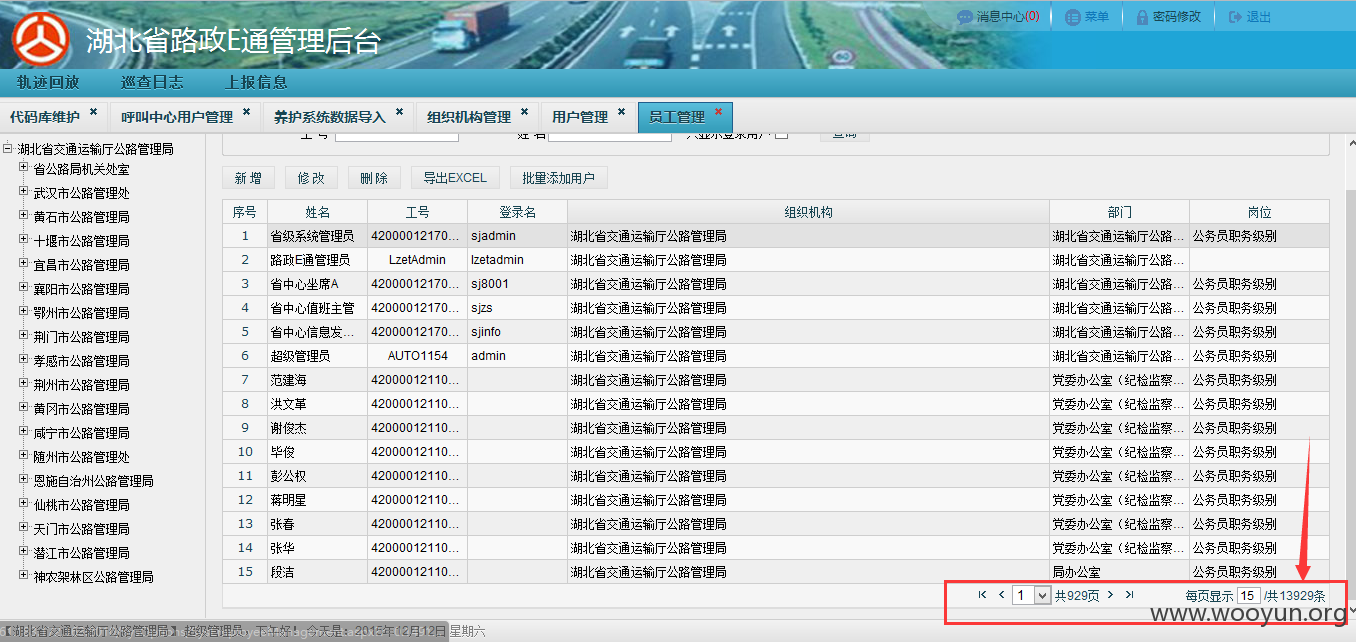 消息中心(0) 菜单 密码修改 退出
湖北省路政E通管理后台
轨迹回放 巡查日志 上报信息
代码库维护 呼叫中心用户管理 养护系统数据导入 组织机构管理 用户管理 员工管理
湖北省交通运输厅公路管理局
省公路局机关处室
武汉市公路管理处
黄石市公路管理局
十堰市公路管理局
宜昌市公路管理局
襄阳市公路管理局
鄂州市公路管理局
荆门市公路管理局
孝感市公路管理局
荆州市公路管理局
黄冈市公路管理局
咸宁市公路管理局
随州市公路管理处
恩施自治州公路管理局
仙桃市公路管理局
天门市公路管理局
潜江市公路管理局
神农架林区公路管理局
工 号 姓 名 只显示登录用户 查询
新 增 修 改 删 除 导出EXCEL 批量添加用户
序号 姓名 工号 登录名 组织机构 部门 岗位
1 省级系统管理员 42000012170... sjadmin 湖北省交通运输厅公路管理局 湖北省交通运输厅公路... 公务员职务级别
2 路政E通管理员 LzetAdmin lzetadmin 湖北省交通运输厅公路管理局 湖北省交通运输厅公路...
3 省中心坐席A 42000012170... sj8001 湖北省交通运输厅公路管理局 湖北省交通运输厅公路... 公务员职务级别
4 省中心值班主管 42000012170... sjzs 湖北省交通运输厅公路管理局 湖北省交通运输厅公路... 公务员职务级别
5 省中心信息发... 42000012170... sjinfo 湖北省交通运输厅公路管理局 湖北省交通运输厅公路... 公务员职务级别
6 超级管理员 AUTO1154 admin 湖北省交通运输厅公路管理局 湖北省交通运输厅公路... 公务员职务级别
7 范建海 42000012110... 湖北省交通运输厅公路管理局 党委办公室（纪检监察... 公务员职务级别
8 洪文革 42000012110... 湖北省交通运输厅公路管理局 党委办公室（纪检监察... 公务员职务级别
9 谢俊杰 42000012110... 湖北省交通运输厅公路管理局 党委办公室（纪检监察... 公务员职务级别
10 毕俊 42000012110... 湖北省交通运输厅公路管理局 党委办公室（纪检监察... 公务员职务级别
11 彭公权 42000012110... 湖北省交通运输厅公路管理局 党委办公室（纪检监察... 公务员职务级别
12 蒋明星 42000012110... 湖北省交通运输厅公路管理局 党委办公室（纪检监察... 公务员职务级别
13 张春 42000012110... 湖北省交通运输厅公路管理局 党委办公室（纪检监察... 公务员职务级别
14 张华 42000012110... 湖北省交通运输厅公路管理局 党委办公室（纪检监察... 公务员职务级别
15 段洁 42000012110... 湖北省交通运输厅公路管理局 局办公室 公务员职务级别
1 共929页 每页显示 15 /共13929条
www.wooyun.org
【湖北省交通运输厅公路管理局】超级管理员，下午好！今天是：2015年12月12日 星期六